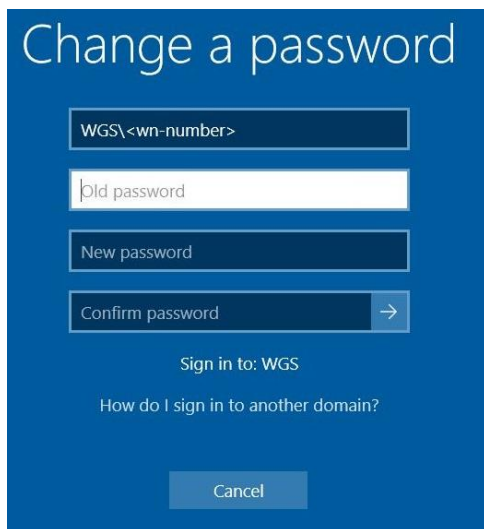 Change a password
WGS\<wn-number>
Old password
New password
Confirm password
Sign in to: WGS
How do I sign in to another domain?
Cancel